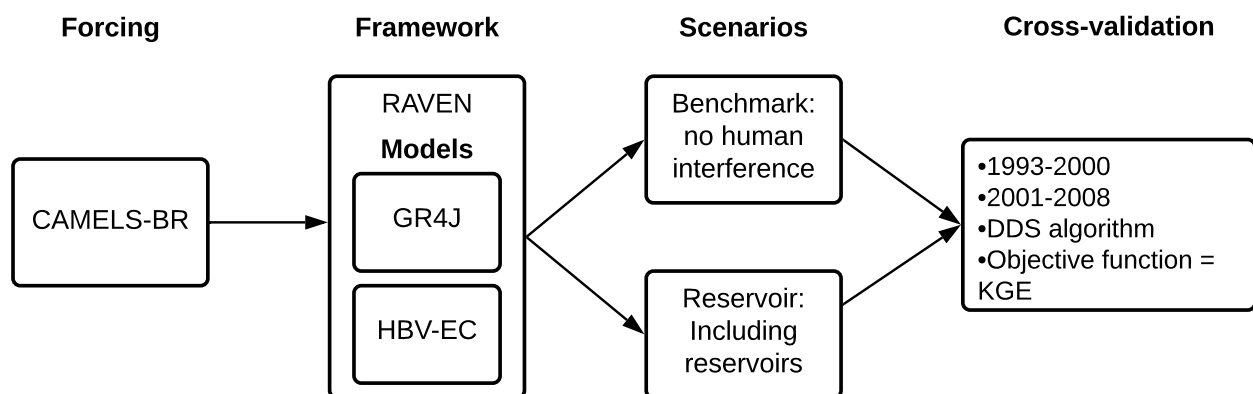 Forcing
Framework
Scenarios
Cross-validation
CAMELS-BR
RAVEN
Models
GR4J
HBV-EC
Benchmark:
no human
interference
Reservoir:
Including
reservoirs
•1993-2000
•2001-2008
•DDS algorithm
•Objective function =
KGE